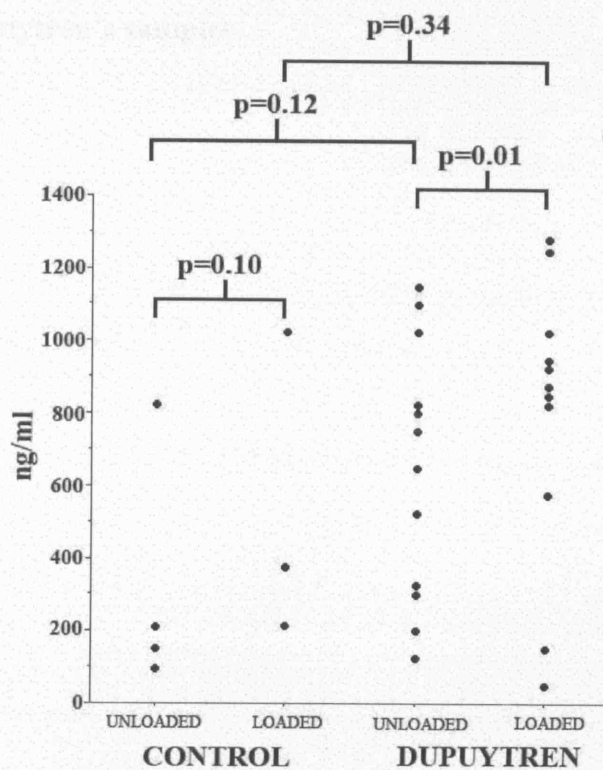 p=0.34
p=0.12
p=0.01
p=0.10
1400
1200
1000
800
600
400
200
0
ng/ml
UNLOADED LOADED UNLOADED LOADED
CONTROL DUPUYTREN